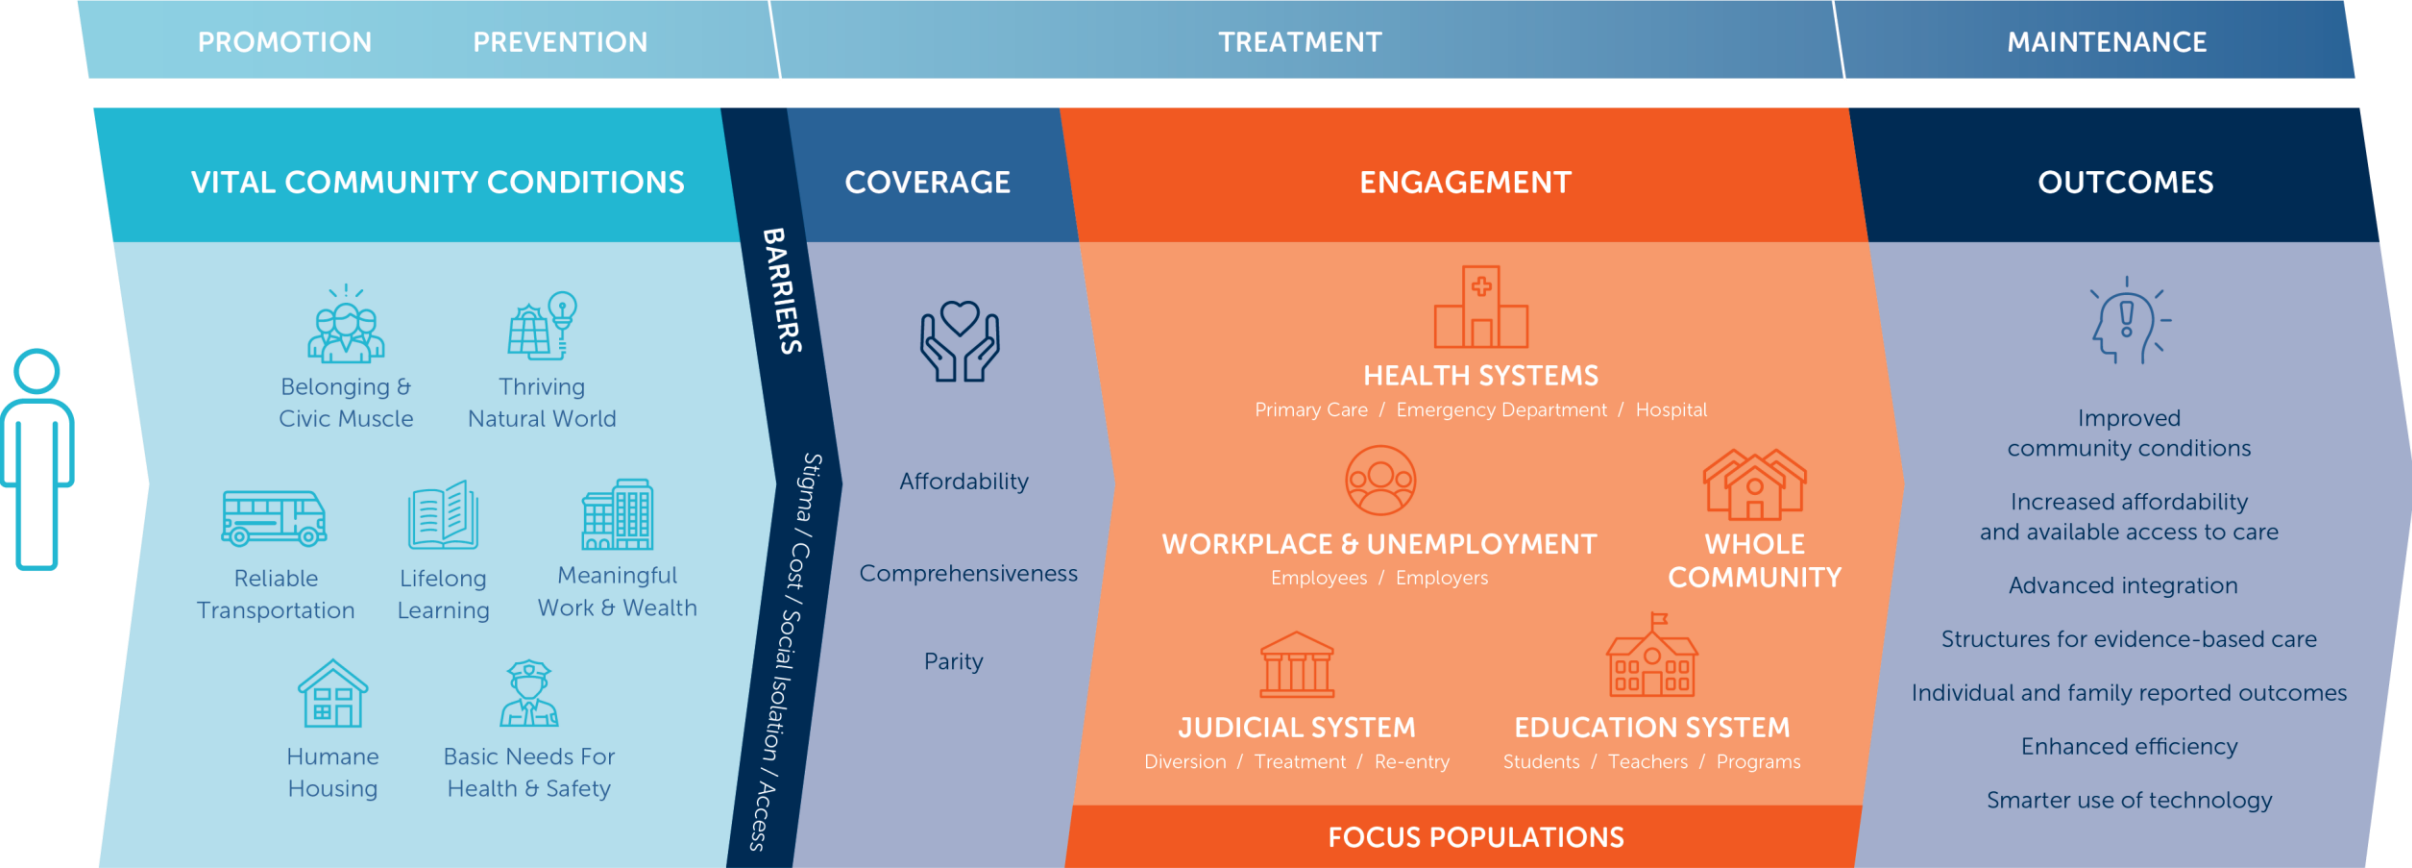 PROMOTION
PREVENTION
TREATMENT
MAINTENANCE
VITAL COMMUNITY CONDITIONS
Belonging &
Civic Muscle
Thriving
Natural World
Reliable
Transportation
Lifelong
Learning
Meaningful
Work & Wealth
Humane
Housing
Basic Needs For
Health & Safety
BARRIERS
Stigma / Cost / Social Isolation / Access
COVERAGE
Affordability
Comprehensiveness
Parity
ENGAGEMENT
HEALTH SYSTEMS
Primary Care / Emergency Department / Hospital
WORKPLACE & UNEMPLOYMENT
Employees / Employers
WHOLE
COMMUNITY
JUDICIAL SYSTEM
Diversion / Treatment / Re-entry
EDUCATION SYSTEM
Students / Teachers / Programs
FOCUS POPULATIONS
OUTCOMES
Improved
community conditions
Increased affordability
and available access to care
Advanced integration
Structures for evidence-based care
Individual and family reported outcomes
Enhanced efficiency
Smarter use of technology